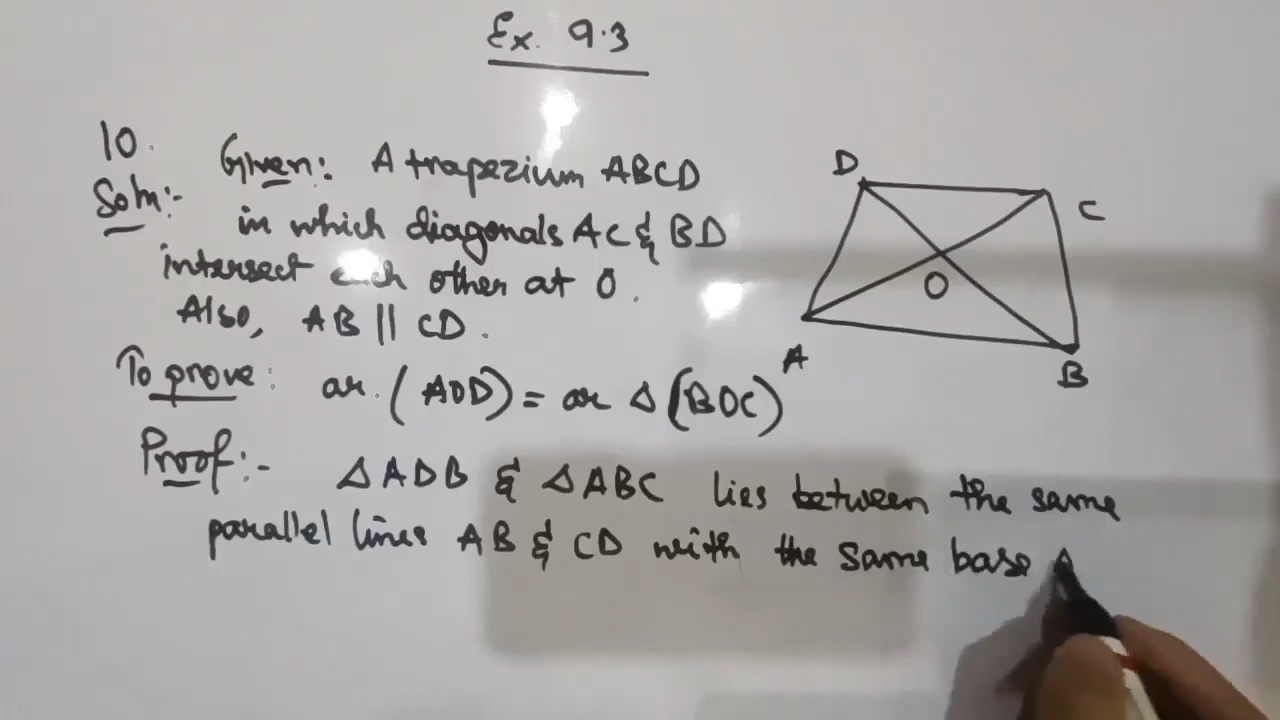 Ex. 9.3
10.
Soln:- Given: A trapezium ABCD
in which diagonals AC & BD
intersect each other at O.
Also, AB || CD.
To prove: ar. (AOD) = ar Δ (BOC)
Proof:- Δ ADB & Δ ABC lies between the same
parallel lines AB & CD with the same base A
D
C
O
A
B